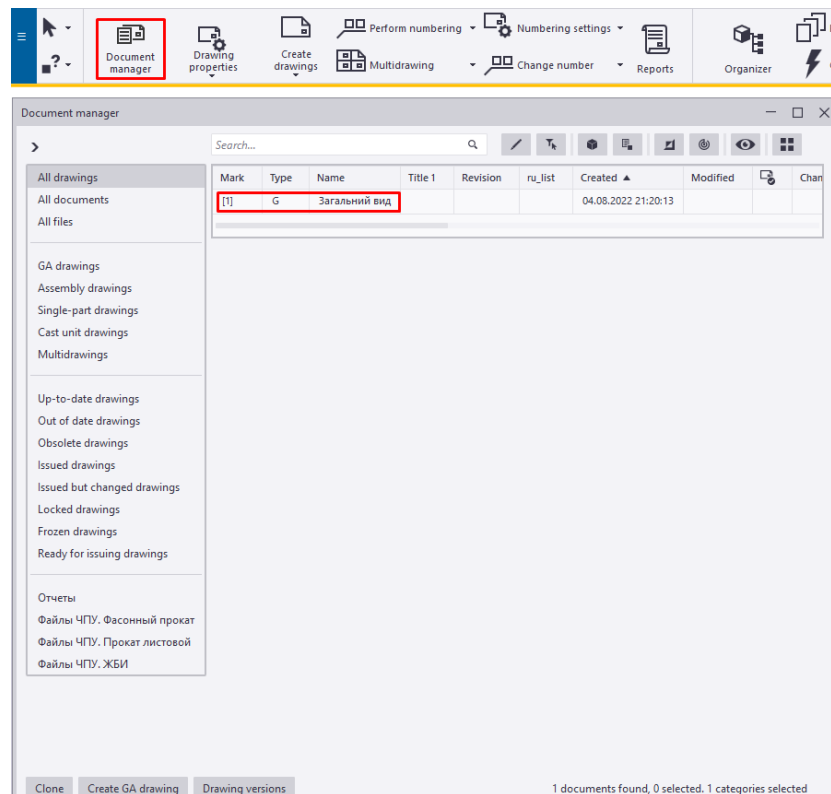 Perform numbering
Numbering settings
Document manager
Drawing properties
Create drawings
Multidrawing
Change number
Reports
Organizer
Document manager
Search...
All drawings
All documents
All files
GA drawings
Assembly drawings
Single-part drawings
Cast unit drawings
Multidrawings
Up-to-date drawings
Out of date drawings
Obsolete drawings
Issued drawings
Issued but changed drawings
Locked drawings
Frozen drawings
Ready for issuing drawings
Отчеты
Файлы ЧПУ. Фасонный прокат
Файлы ЧПУ. Прокат листовой
Файлы ЧПУ. ЖБИ
Mark Type Name Title 1 Revision ru_list Created Modified Chan
[1] G Загальний вид 04.08.2022 21:20:13
Clone Create GA drawing Drawing versions 1 documents found, 0 selected. 1 categories selected